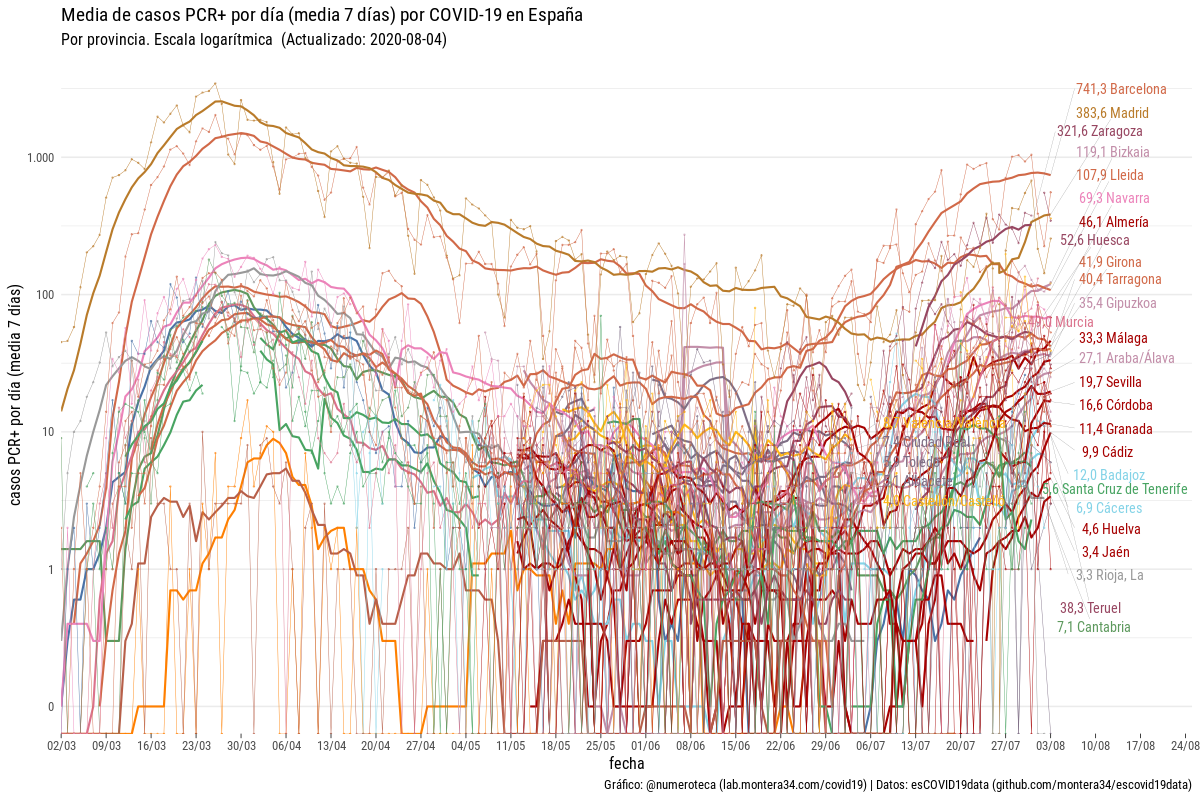 Media de casos PCR+ por día (media 7 días) por COVID-19 en España
Por provincia. Escala logarítmica (Actualizado: 2020-08-04)
casos PCR+ por día (media 7 días)
1.000
100
10
1
0
741,3 Barcelona
383,6 Madrid
321,6 Zaragoza
119,1 Bizkaia
107,9 Lleida
69,3 Navarra
46,1 Almería
52,6 Huesca
41,9 Girona
40,4 Tarragona
35,4 Gipuzkoa
Murcia
33,3 Málaga
27,1 Araba/Álava
19,7 Sevilla
16,6 Córdoba
11,4 Granada
Ciudad Real
9,9 Cádiz
12,0 Badajoz
5,6 Santa Cruz de Tenerife
6,9 Cáceres
4,6 Huelva
3,4 Jaén
3,3 Rioja, La
38,3 Teruel
7,1 Cantabria
02/03 09/03 16/03 23/03 30/03 06/04 13/04 20/04 27/04 04/05 11/05 18/05 25/05 01/06 08/06 15/06 22/06 29/06 06/07 13/07 20/07 27/07 03/08 10/08 17/08 24/08
fecha
Gráfico: @numeroteca (lab.montera34.com/covid19) | Datos: esCOVID19data (github.com/montera34/escovid19data)